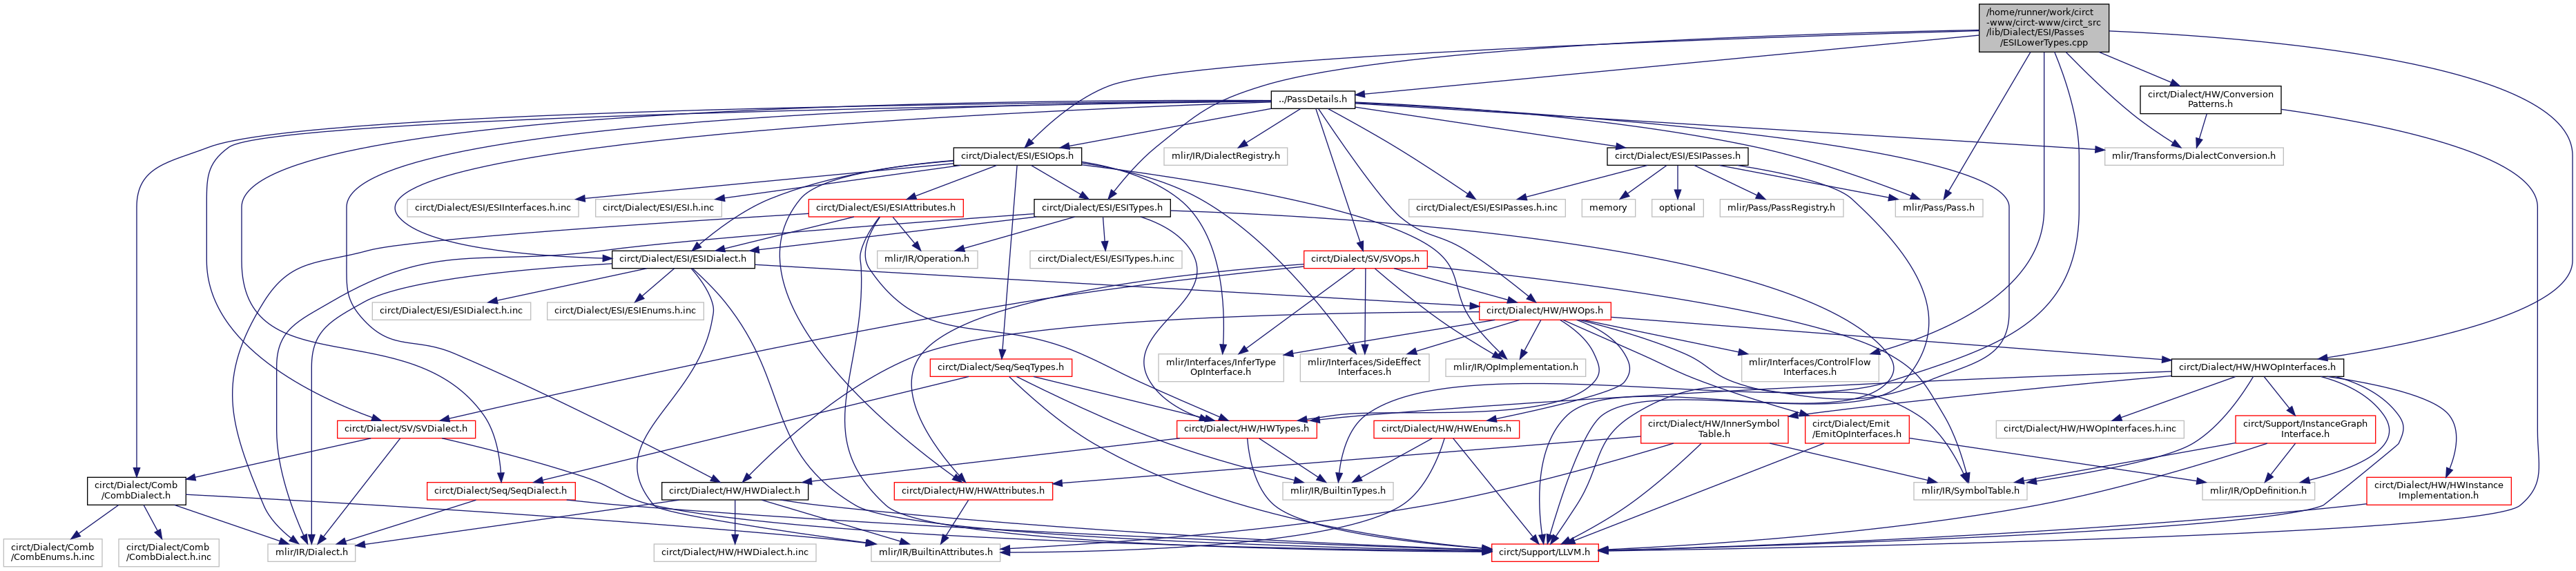 /home/runner/work/circt
-www/circt-www/circt_src
/lib/Dialect/ESI/Passes
/ESILowerTypes.cpp
../PassDetails.h
circt/Dialect/HW/Conversion
Patterns.h
circt/Dialect/ESI/ESIOps.h
mlir/IR/DialectRegistry.h
circt/Dialect/ESI/ESIPasses.h
mlir/Transforms/DialectConversion.h
circt/Dialect/ESI/ESIInterfaces.h.inc
circt/Dialect/ESI/ESI.h.inc
circt/Dialect/ESI/ESIAttributes.h
circt/Dialect/ESI/ESITypes.h
circt/Dialect/ESI/ESIPasses.h.inc
memory
optional
mlir/Pass/PassRegistry.h
mlir/Pass/Pass.h
circt/Dialect/ESI/ESIDialect.h
mlir/IR/Operation.h
circt/Dialect/ESI/ESITypes.h.inc
circt/Dialect/SV/SVOps.h
circt/Dialect/ESI/ESIDialect.h.inc
circt/Dialect/ESI/ESIEnums.h.inc
circt/Dialect/HW/HWOps.h
circt/Dialect/Seq/SeqTypes.h
mlir/Interfaces/InferType
OpInterface.h
mlir/Interfaces/SideEffect
Interfaces.h
mlir/IR/OpImplementation.h
mlir/Interfaces/ControlFlow
Interfaces.h
circt/Dialect/HW/HWOpInterfaces.h
circt/Dialect/SV/SVDialect.h
circt/Dialect/HW/HWTypes.h
circt/Dialect/HW/HWEnums.h
circt/Dialect/HW/InnerSymbol
Table.h
circt/Dialect/Emit
/EmitOpInterfaces.h
circt/Dialect/HW/HWOpInterfaces.h.inc
circt/Support/InstanceGraph
Interface.h
circt/Dialect/Comb
/CombDialect.h
circt/Dialect/Seq/SeqDialect.h
circt/Dialect/HW/HWDialect.h
circt/Dialect/HW/HWAttributes.h
mlir/IR/BuiltinTypes.h
mlir/IR/SymbolTable.h
mlir/IR/OpDefinition.h
circt/Dialect/HW/HWInstance
Implementation.h
circt/Dialect/Comb
/CombEnums.h.inc
circt/Dialect/Comb
/CombDialect.h.inc
mlir/IR/Dialect.h
circt/Dialect/HW/HWDialect.h.inc
mlir/IR/BuiltinAttributes.h
circt/Support/LLVM.h